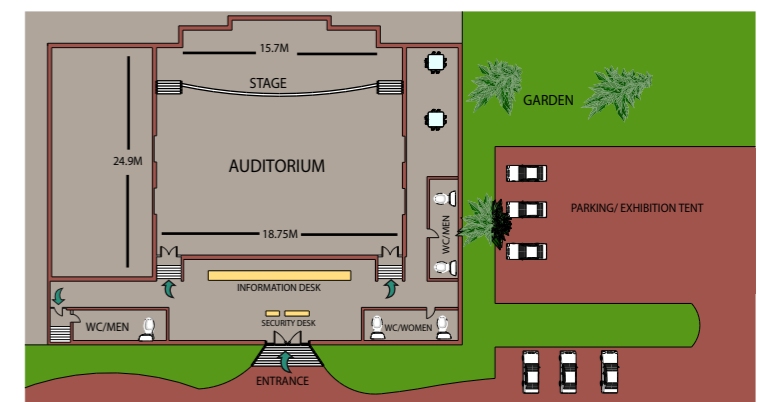 15.7M
STAGE
GARDEN
24.9M
AUDITORIUM
PARKING/ EXHIBITION TENT
WC/MEN
18.75M
INFORMATION DESK
SECURITY DESK
WC/MEN
WC/WOMEN
ENTRANCE